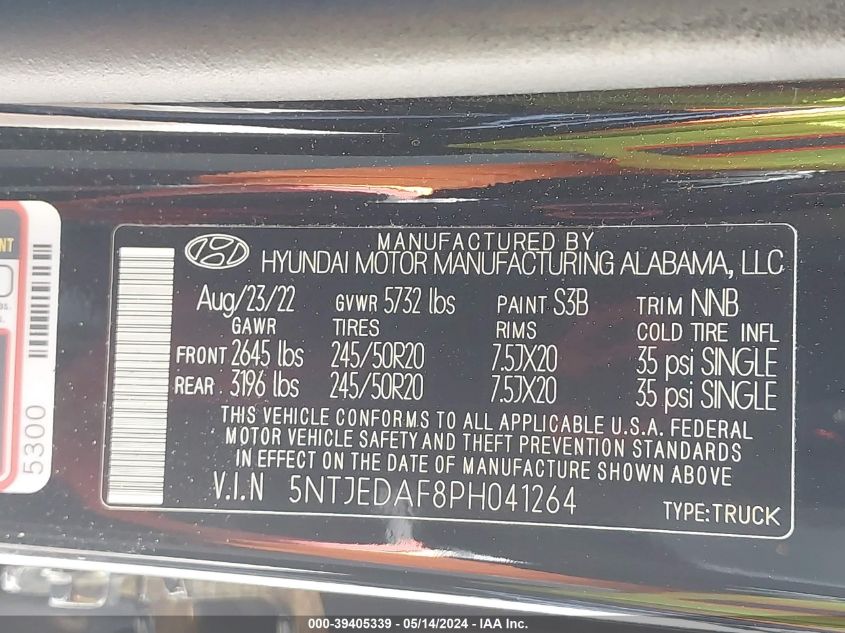 MANUFACTURED BY
HYUNDAI MOTOR MANUFACTURING ALABAMA, LLC
Aug/23/22 GVWR 5732 lbs PAINT S3B TRIM NNB
GAWR TIRES RIMS COLD TIRE INFL
FRONT 2645 lbs 245/50R20 7.5JX20 35 psi SINGLE
REAR 3196 lbs 245/50R20 7.5JX20 35 psi SINGLE
THIS VEHICLE CONFORMS TO ALL APPLICABLE U.S.A. FEDERAL
MOTOR VEHICLE SAFETY AND THEFT PREVENTION STANDARDS
IN EFFECT ON THE DATE OF MANUFACTURE SHOWN ABOVE
V.I.N 5NTJEDAF8PH041264
TYPE:TRUCK
5300
000-39405339 - 05/14/2024 - IAA Inc.